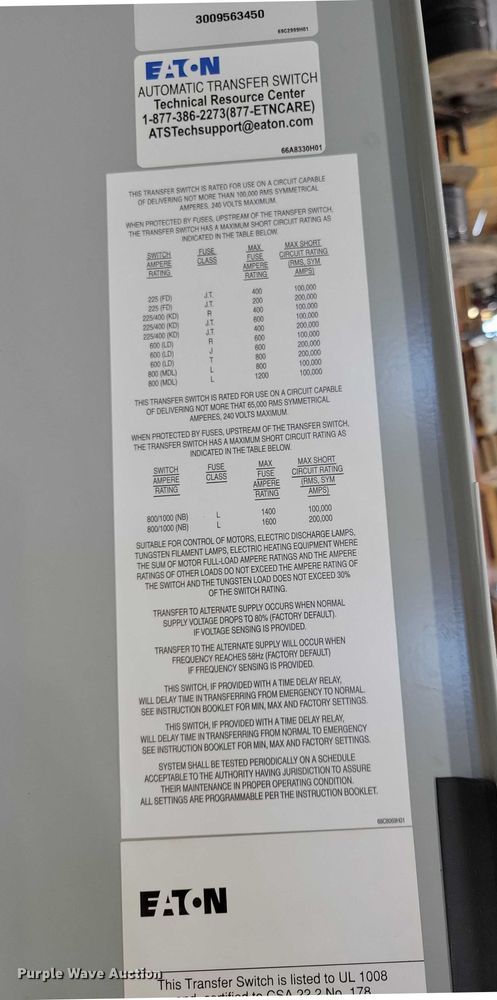 3009563450
69C2989H01
EATON
AUTOMATIC TRANSFER SWITCH
Technical Resource Center
1-877-386-2273(877-ETNCARE)
ATSTechsupport@eaton.com
66A8330H01
THIS TRANSFER SWITCH IS RATED FOR USE ON A CIRCUIT CAPABLE
OF DELIVERING NOT MORE THAN 100,000 RMS SYMMETRICAL
AMPERES, 240 VOLTS MAXIMUM.
WHEN PROTECTED BY FUSES, UPSTREAM OF THE TRANSFER SWITCH,
THE TRANSFER SWITCH HAS A MAXIMUM SHORT CIRCUIT RATING AS
INDICATED IN THE TABLE BELOW.
SWITCH AMPERE RATING FUSE CLASS MAX FUSE AMPERE RATING MAX SHORT CIRCUIT RATING (RMS, SYM AMPS)
225 (FD) J.T. 400 100,000
225 (FD) J.T. 200 200,000
225/400 (KD) R 400 100,000
225/400 (KD) J.T 600 100,000
225/400 (KD) J.T 400 200,000
600 (LD) R 600 100,000
600 (LD) J 600 200,000
600 (LD) T 800 200,000
800 (MDL) L 800 100,000
800 (MDL) L 1200 100,000
THIS TRANSFER SWITCH IS RATED FOR USE ON A CIRCUIT CAPABLE
OF DELIVERING NOT MORE THAT 65,000 RMS SYMMETRICAL
AMPERES, 240 VOLTS MAXIMUM.
WHEN PROTECTED BY FUSES, UPSTREAM OF THE TRANSFER SWITCH,
THE TRANSFER SWITCH HAS A MAXIMUM SHORT CIRCUIT RATING AS
INDICATED IN THE TABLE BELOW.
SWITCH AMPERE RATING FUSE CLASS MAX FUSE AMPERE RATING MAX SHORT CIRCUIT RATING (RMS, SYM AMPS)
800/1000 (NB) L 1400 100,000
800/1000 (NB) L 1600 200,000
SUITABLE FOR CONTROL OF MOTORS, ELECTRIC DISCHARGE LAMPS,
TUNGSTEN FILAMENT LAMPS, ELECTRIC HEATING EQUIPMENT WHERE
THE SUM OF MOTOR FULL-LOAD AMPERE RATINGS AND THE AMPERE
RATINGS OF OTHER LOADS DO NOT EXCEED THE AMPERE RATING OF
THE SWITCH AND THE TUNGSTEN LOAD DOES NOT EXCEED 30%
OF THE SWITCH RATING.
TRANSFER TO ALTERNATE SUPPLY OCCURS WHEN NORMAL
SUPPLY VOLTAGE DROPS TO 80% (FACTORY DEFAULT).
IF VOLTAGE SENSING IS PROVIDED.
TRANSFER TO THE ALTERNATE SUPPLY WILL OCCUR WHEN
FREQUENCY REACHES 58Hz (FACTORY DEFAULT)
IF FREQUENCY SENSING IS PROVIDED.
THIS SWITCH, IF PROVIDED WITH A TIME DELAY RELAY,
WILL DELAY TIME IN TRANSFERRING FROM EMERGENCY TO NORMAL.
SEE INSTRUCTION BOOKLET FOR MIN, MAX AND FACTORY SETTINGS.
THIS SWITCH, IF PROVIDED WITH A TIME DELAY RELAY,
WILL DELAY TIME IN TRANSFERRING FROM NORMAL TO EMERGENCY
SEE INSTRUCTION BOOKLET FOR MIN, MAX AND FACTORY SETTINGS.
SYSTEM SHALL BE TESTED PERIODICALLY ON A SCHEDULE
ACCEPTABLE TO THE AUTHORITY HAVING JURISDICTION TO ASSURE
THEIR MAINTENANCE IN PROPER OPERATING CONDITION.
ALL SETTINGS ARE PROGRAMMABLE PER THE INSTRUCTION BOOKLET.
68C8069H01
EATON
This Transfer Switch is listed to UL 1008
and certified to CSA 22.2 No. 178
Purple Wave Auction